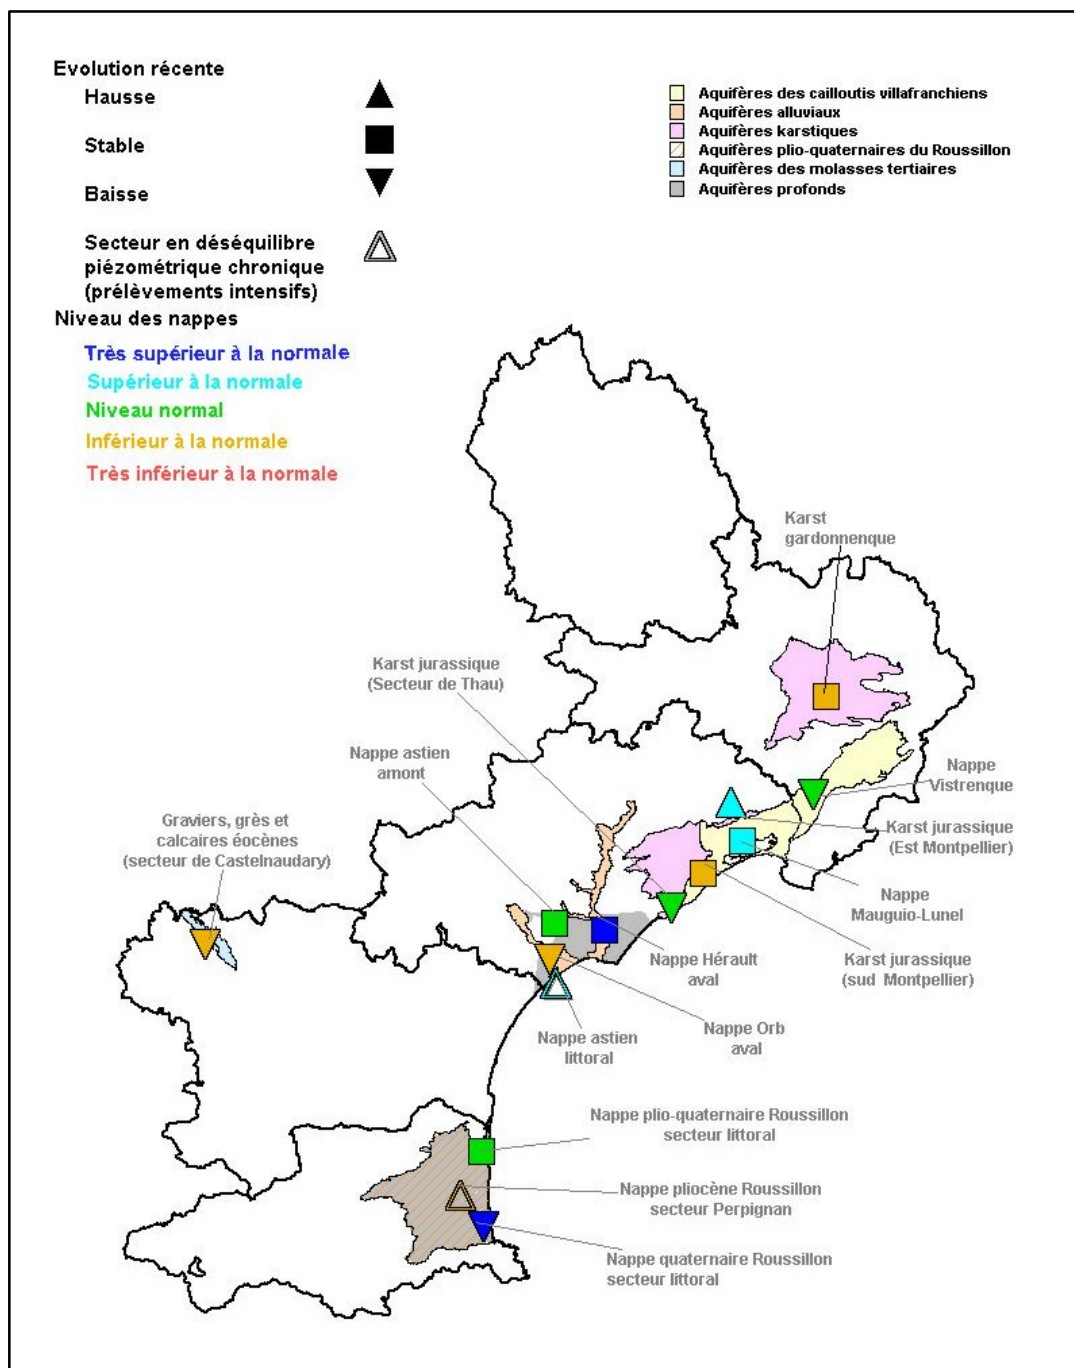 Evolution récente
Hausse
Stable
Baisse
Secteur en déséquilibre
piézométrique chronique
(prélèvements intensifs)
Niveau des nappes
Très supérieur à la normale
Supérieur à la normale
Niveau normal
Inférieur à la normale
Très inférieur à la normale
Aquifères des cailloutis villafranchiens
Aquifères alluviaux
Aquifères karstiques
Aquifères plio-quaternaires du Roussillon
Aquifères des molasses tertiaires
Aquifères profonds
Karst
gardonnenque
Karst jurassique
(Secteur de Thau)
Nappe astien
amont
Graviers, grès et
calcaires éocènes
(secteur de Castelnaudary)
Nappe
Vistrenque
Karst jurassique
(Est Montpellier)
Nappe
Mauguio-Lunel
Karst jurassique
(sud Montpellier)
Nappe Hérault
aval
Nappe Orb
aval
Nappe astien
littoral
Nappe plio-quaternaire Roussillon
secteur littoral
Nappe pliocène Roussillon
secteur Perpignan
Nappe quaternaire Roussillon
secteur littoral